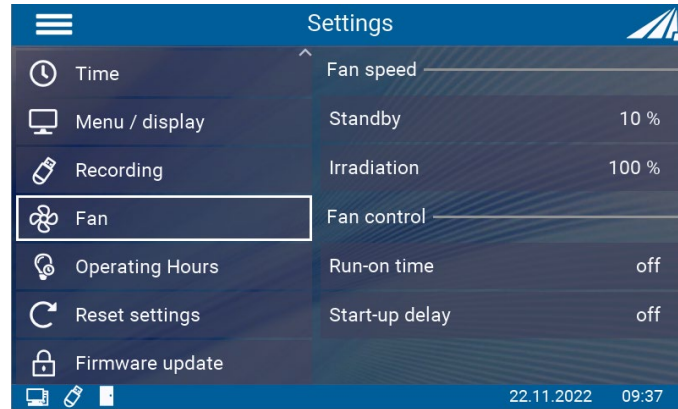 Settings
Time
Menu / display
Recording
Fan
Operating Hours
Reset settings
Firmware update
Fan speed
Standby 10 %
Irradiation 100 %
Fan control
Run-on time off
Start-up delay off
22.11.2022 09:37